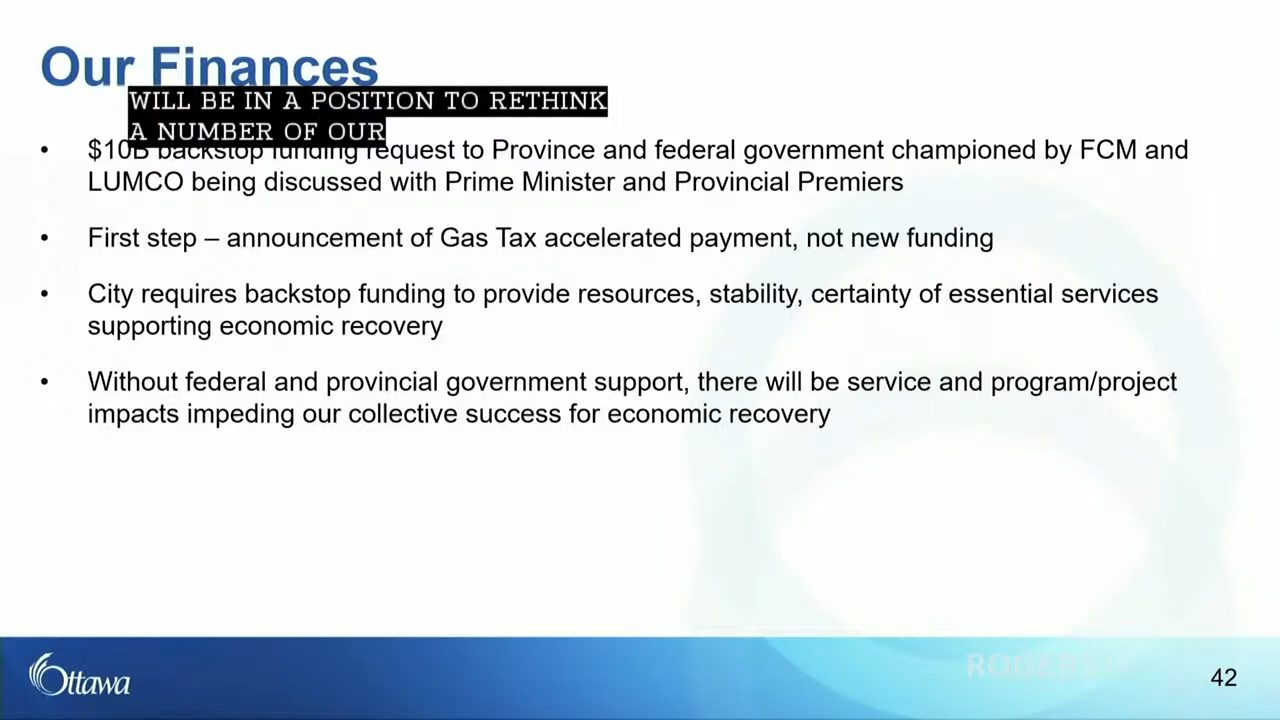 Our Finances
WILL BE IN A POSITION TO RETHINK
A NUMBER OF OUR
• $10B backstop funding request to Province and federal government championed by FCM and
LUMCO being discussed with Prime Minister and Provincial Premiers
• First step – announcement of Gas Tax accelerated payment, not new funding
• City requires backstop funding to provide resources, stability, certainty of essential services
supporting economic recovery
• Without federal and provincial government support, there will be service and program/project
impacts impeding our collective success for economic recovery
Ottawa
ROGERS
42